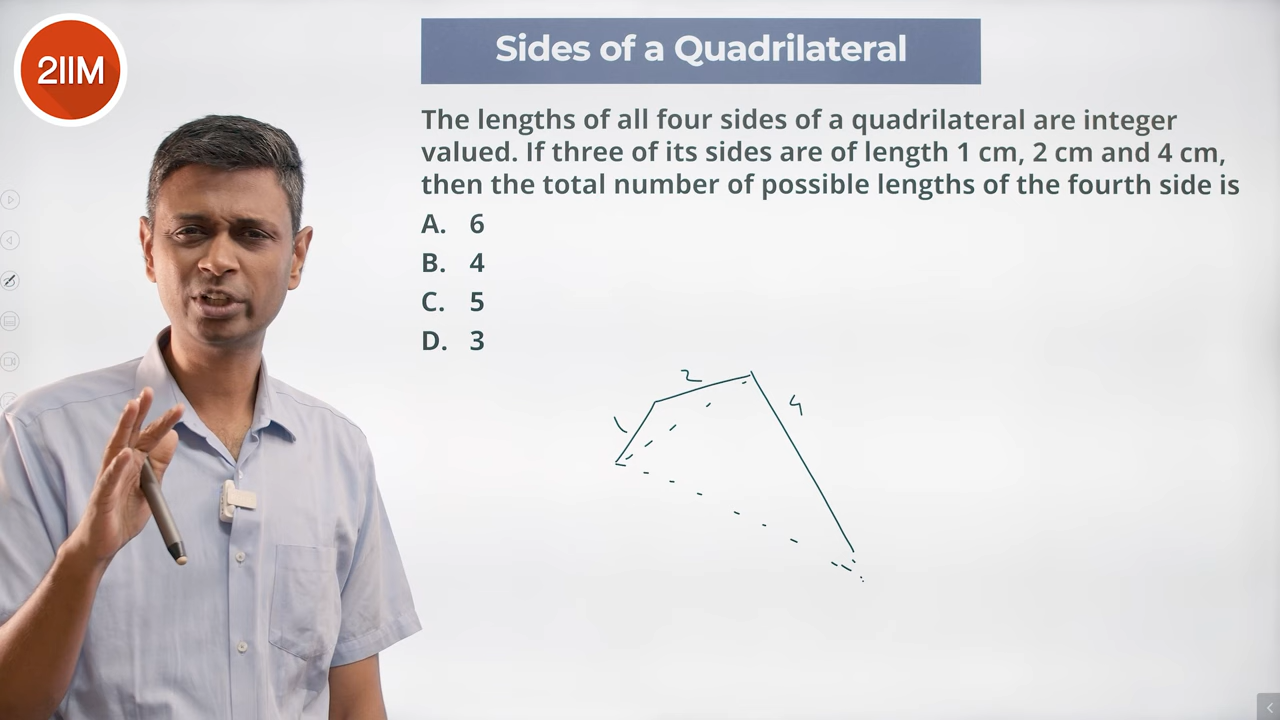 2IIM
Sides of a Quadrilateral
The lengths of all four sides of a quadrilateral are integer
valued. If three of its sides are of length 1 cm, 2 cm and 4 cm,
then the total number of possible lengths of the fourth side is
A. 6
B. 4
C. 5
D. 3
2
1
4